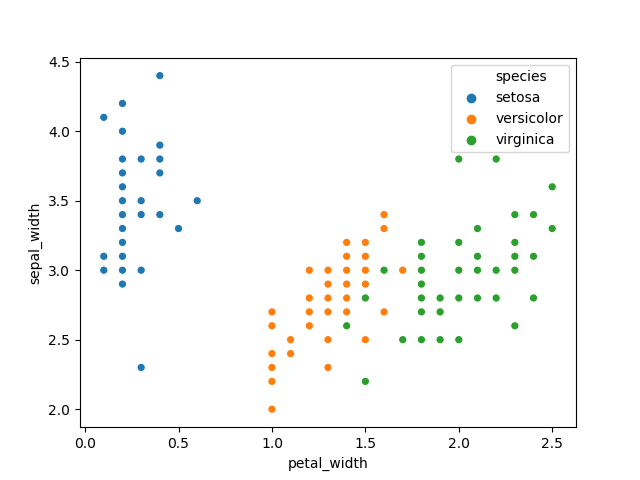 4.5
4.0
3.5
3.0
2.5
2.0
sepal_width
species
setosa
versicolor
virginica
0.0 0.5 1.0 1.5 2.0 2.5
petal_width